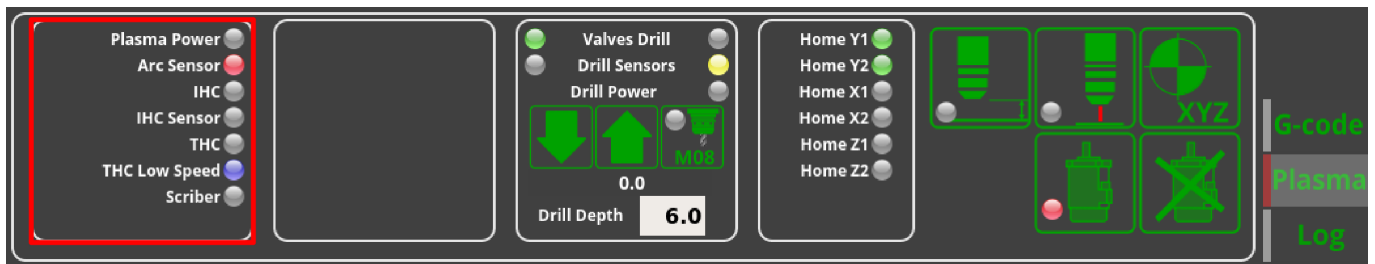 Plasma Power
Arc Sensor
IHC
IHC Sensor
THC
THC Low Speed
Scriber
Valves Drill
Drill Sensors
Drill Power
M08
0.0
Drill Depth 6.0
Home Y1
Home Y2
Home X1
Home X2
Home Z1
Home Z2
XYZ
G-code
Plasma
Log